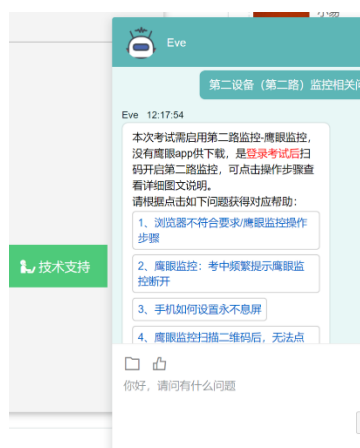 小易
Eve
第二设备（第二路）监控相关问
Eve 12:17:54
本次考试需启用第二路监控-鹰眼监控，
没有鹰眼app供下载，是登录考试后扫
码开启第二路监控，可点击操作步骤查
看详细图文说明。
请根据点击如下问题获得对应帮助：
1、浏览器不符合要求/鹰眼监控操作
步骤
2、鹰眼监控：考中频繁提示鹰眼监
控断开
技术支持
3、手机如何设置永不息屏
4、鹰眼监控扫描二维码后，无法点
你好，请问有什么问题